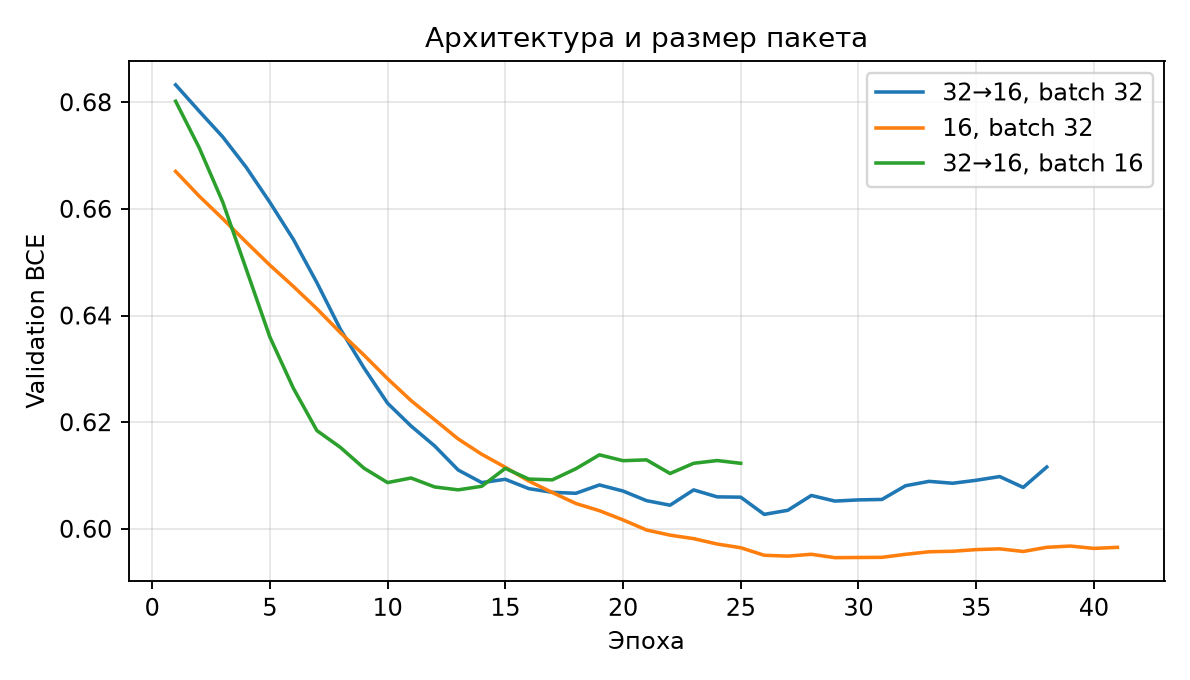 Архитектура и размер пакета
32→16, batch 32
16, batch 32
32→16, batch 16
Validation BCE
0.68
0.66
0.64
0.62
0.60
0 5 10 15 20 25 30 35 40
Эпоха